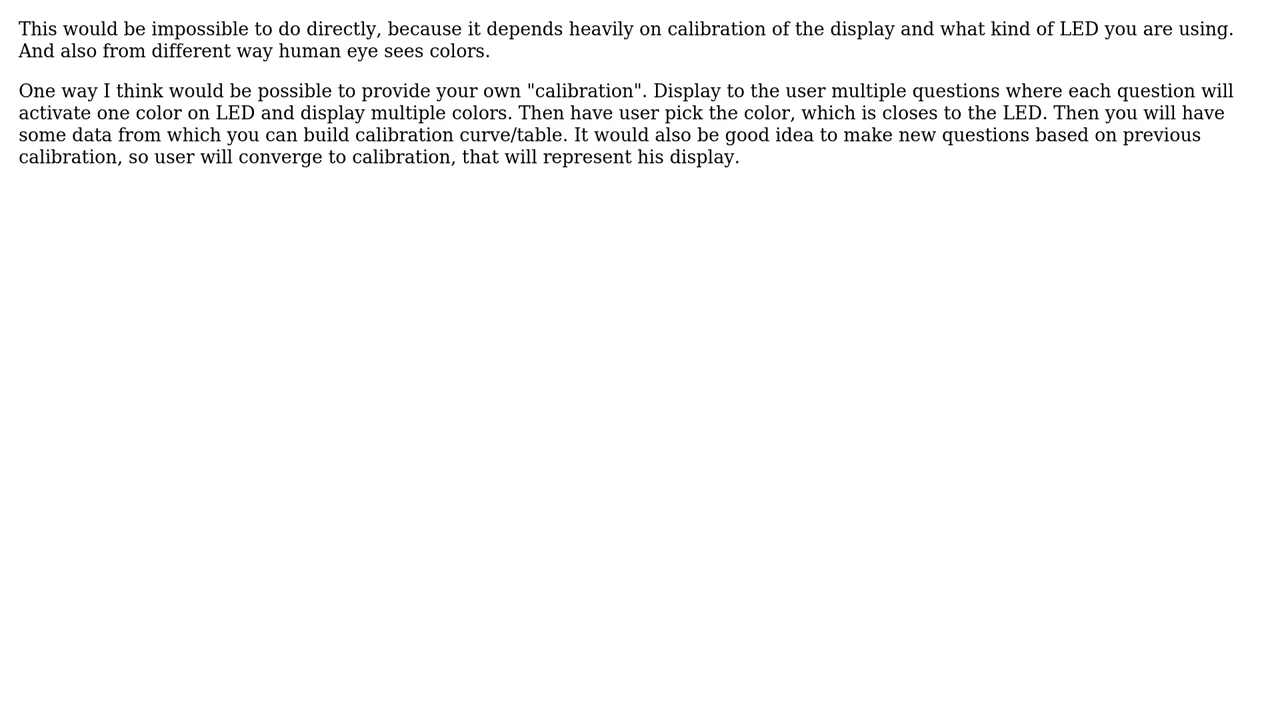 This would be impossible to do directly, because it depends heavily on calibration of the display and what kind of LED you are using.
And also from different way human eye sees colors.
One way I think would be possible to provide your own "calibration". Display to the user multiple questions where each question will
activate one color on LED and display multiple colors. Then have user pick the color, which is closes to the LED. Then you will have
some data from which you can build calibration curve/table. It would also be good idea to make new questions based on previous
calibration, so user will converge to calibration, that will represent his display.